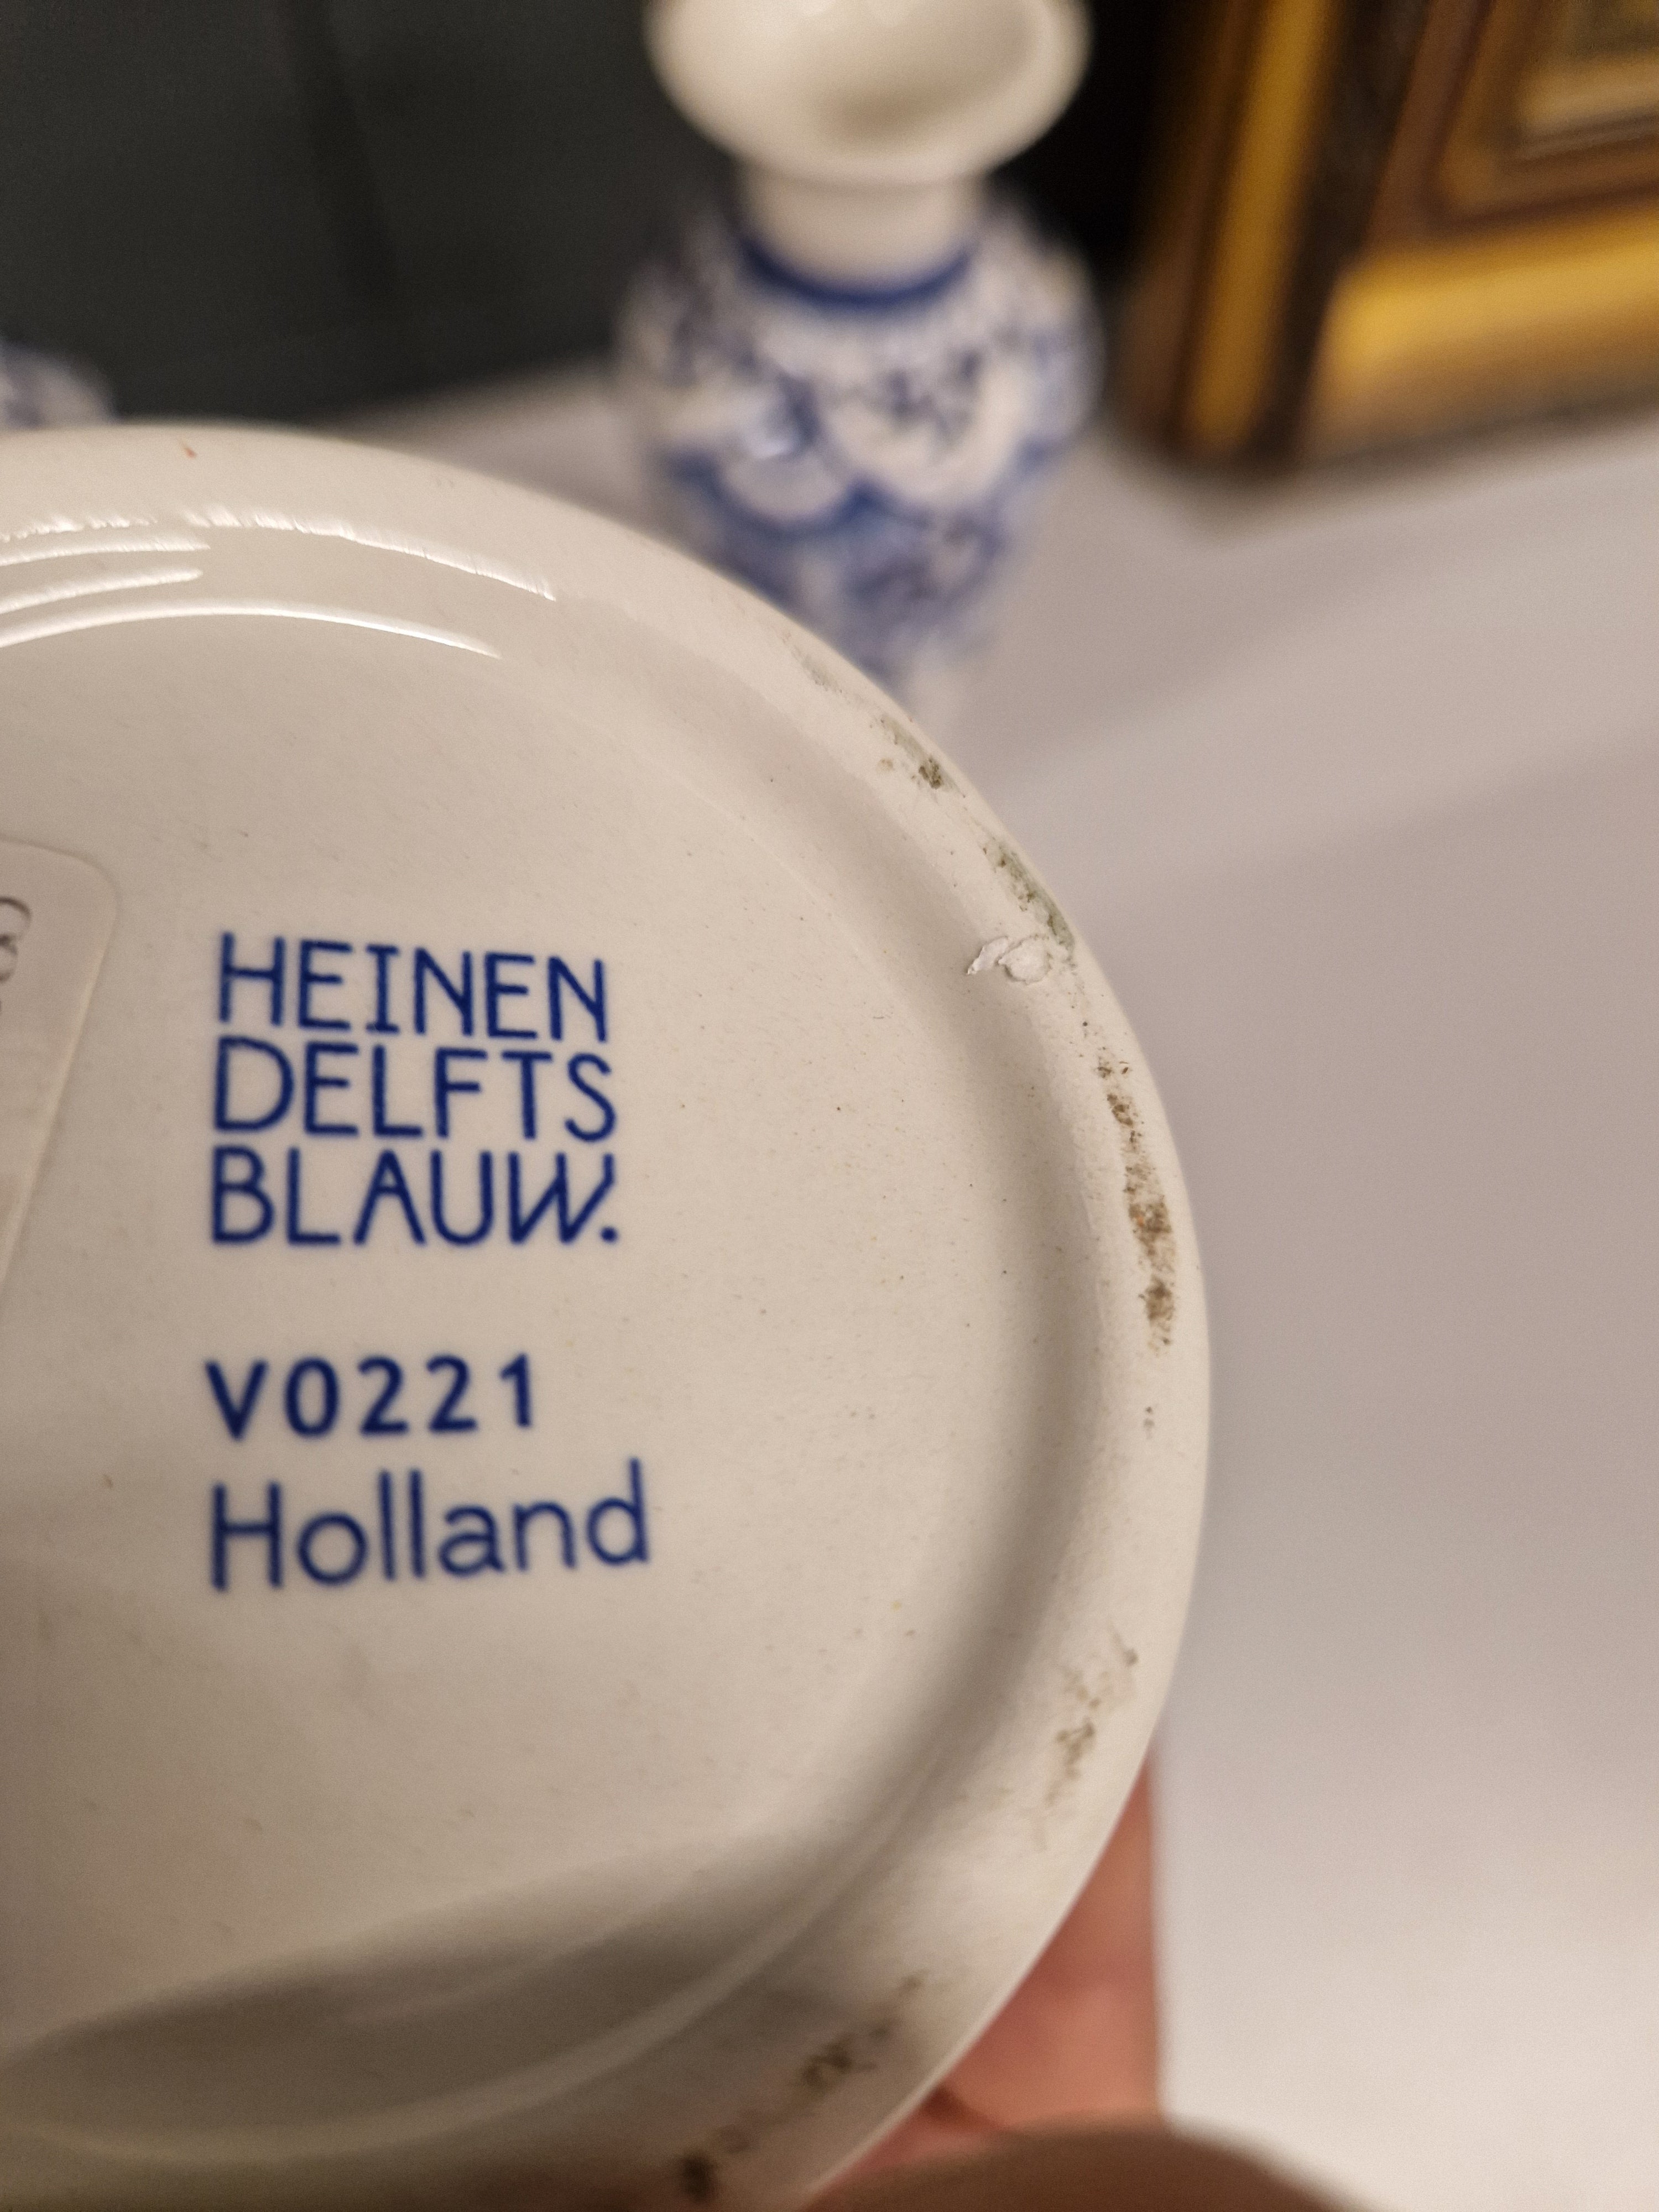 HEINEN
DELFTS
BLAUW.
V0221
Holland